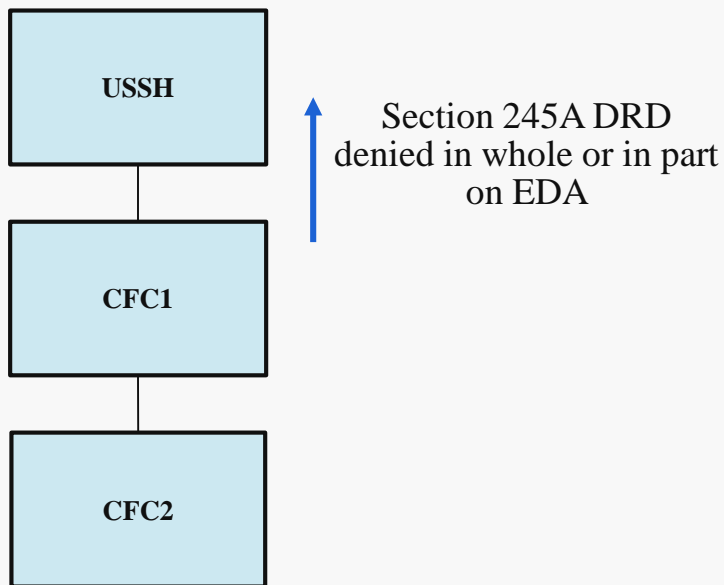 USSH
Section 245A DRD
denied in whole or in part
on EDA
CFC1
CFC2